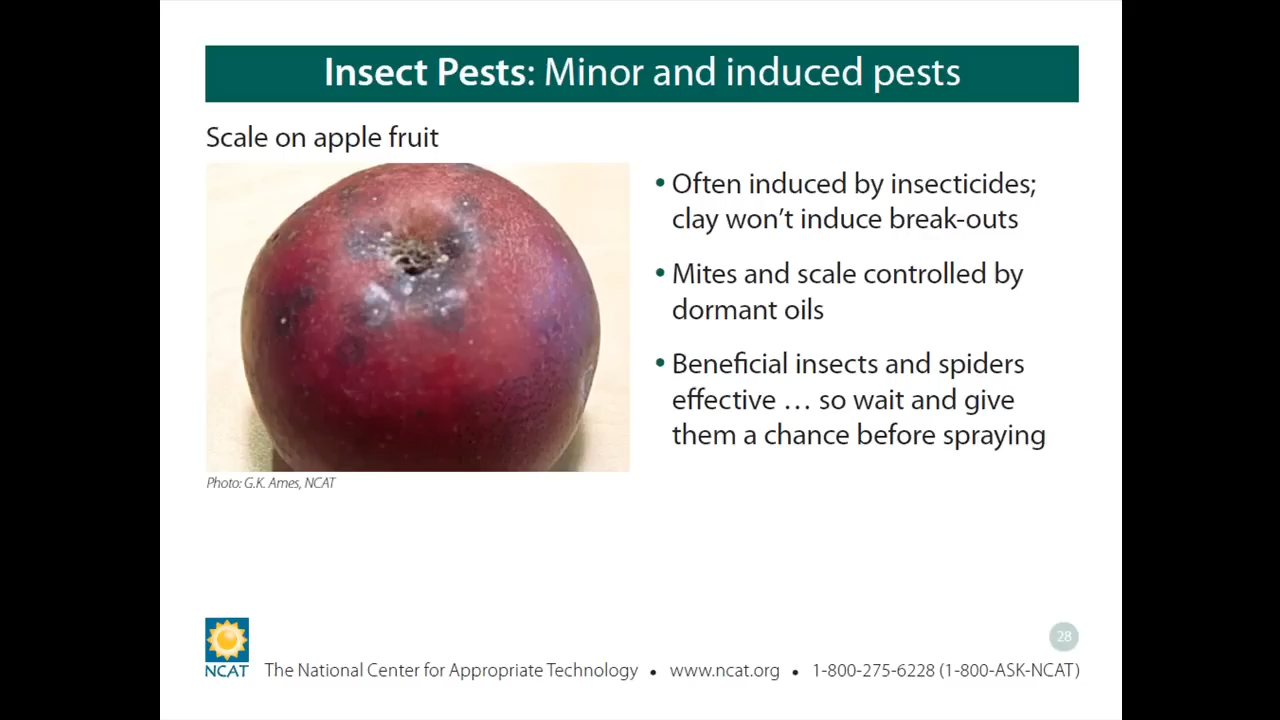 Insect Pests: Minor and induced pests
Scale on apple fruit
• Often induced by insecticides;
clay won't induce break-outs
• Mites and scale controlled by
dormant oils
• Beneficial insects and spiders
effective … so wait and give
them a chance before spraying
Photo: G.K. Ames, NCAT
28
NCAT
The National Center for Appropriate Technology • www.ncat.org • 1-800-275-6228 (1-800-ASK-NCAT)